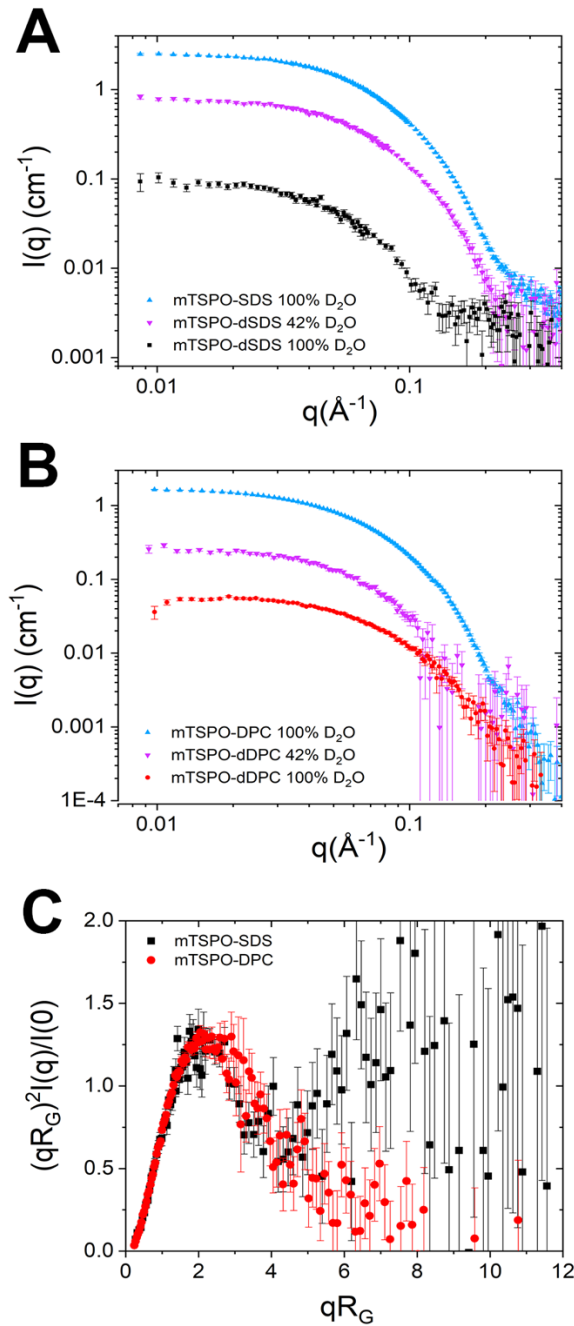 A
I(q) (cm⁻¹)
1
0.1
0.01
0.001
mTSPO-SDS 100% D₂O
mTSPO-dSDS 42% D₂O
mTSPO-dSDS 100% D₂O
0.01 0.1
q(Å⁻¹)
B
I(q) (cm⁻¹)
1
0.1
0.01
0.001
1E-4
mTSPO-DPC 100% D₂O
mTSPO-dDPC 42% D₂O
mTSPO-dDPC 100% D₂O
0.01 0.1
q(Å⁻¹)
C
(qR_G)²I(q)/I(0)
2.0
1.5
1.0
0.5
0.0
mTSPO-SDS
mTSPO-DPC
0 2 4 6 8 10 12
qR_G